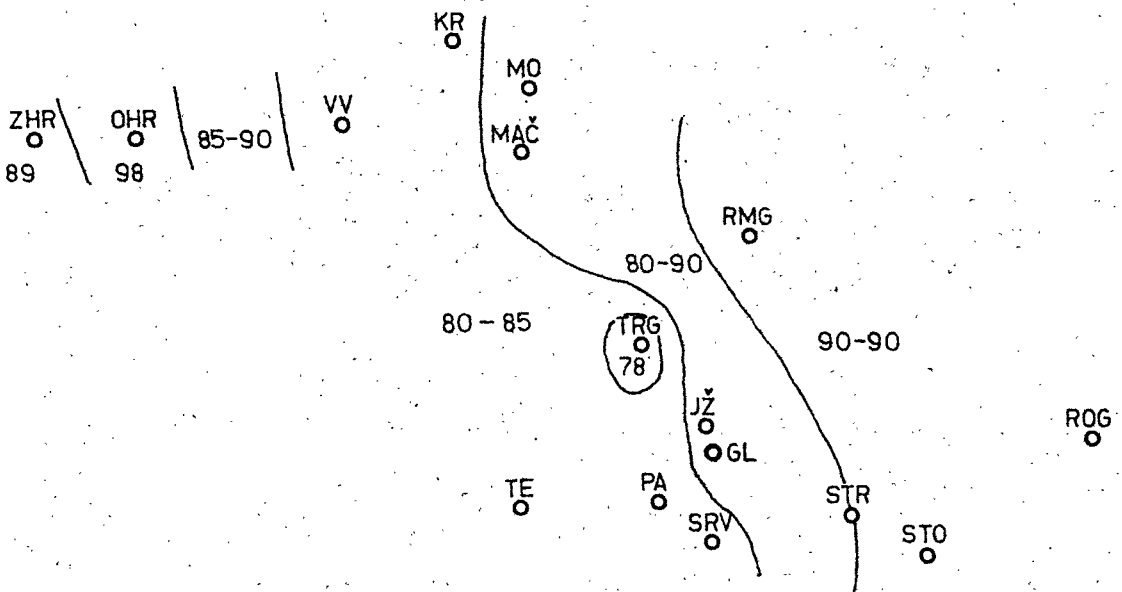 KR
MO
ZHR
OHR
VV
MAČ
85-90
89
98
RMG
80-90
80-85
TRG
78
90-90
JŽ
ROG
GL
TE
PA
STR
SRV
STO